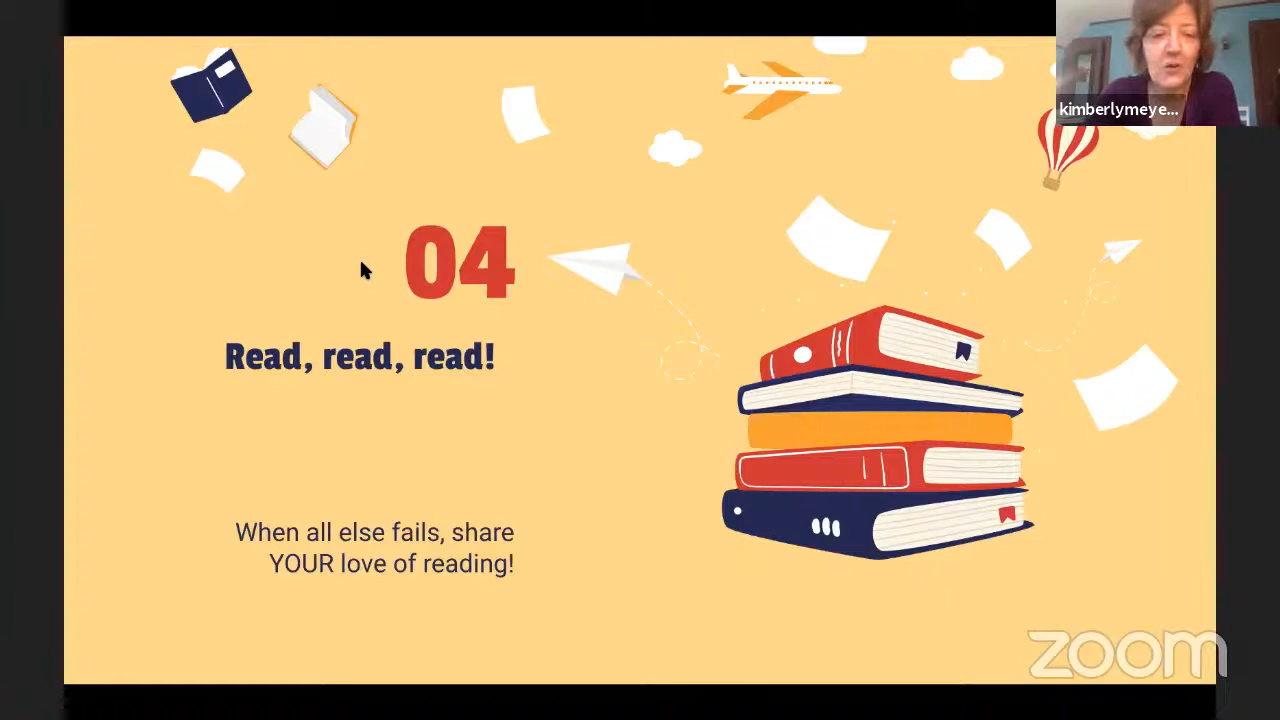 kimberlymeye...
04
Read, read, read!
When all else fails, share
YOUR love of reading!
zoom